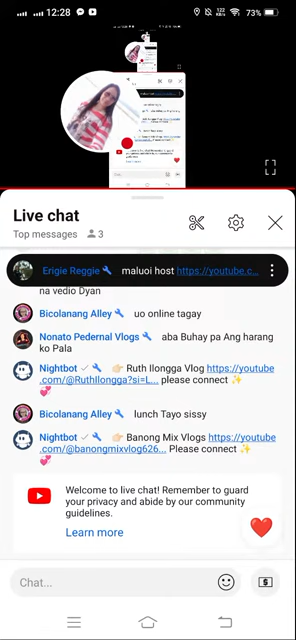 12:28
122
KB/s
73%
Live chat
Top messages 3
Erigie Reggie maluoi host https://youtube.c...
na vedio Dyan
Bicolanang Alley uo online tagay
Nonato Pedernal Vlogs aba Buhay pa Ang harang
ko Pala
Nightbot 👉🏻 Ruth Ilongga Vlog https://youtube
.com/@RuthIlongga?si=L... please connect ✨
💞
Bicolanang Alley lunch Tayo sissy
Nightbot 👉🏻 Banong Mix Vlogs https://youtube
.com/@banongmixvlog626... Please connect ✨
💞
Welcome to live chat! Remember to guard
your privacy and abide by our community
guidelines.
Learn more
Chat...